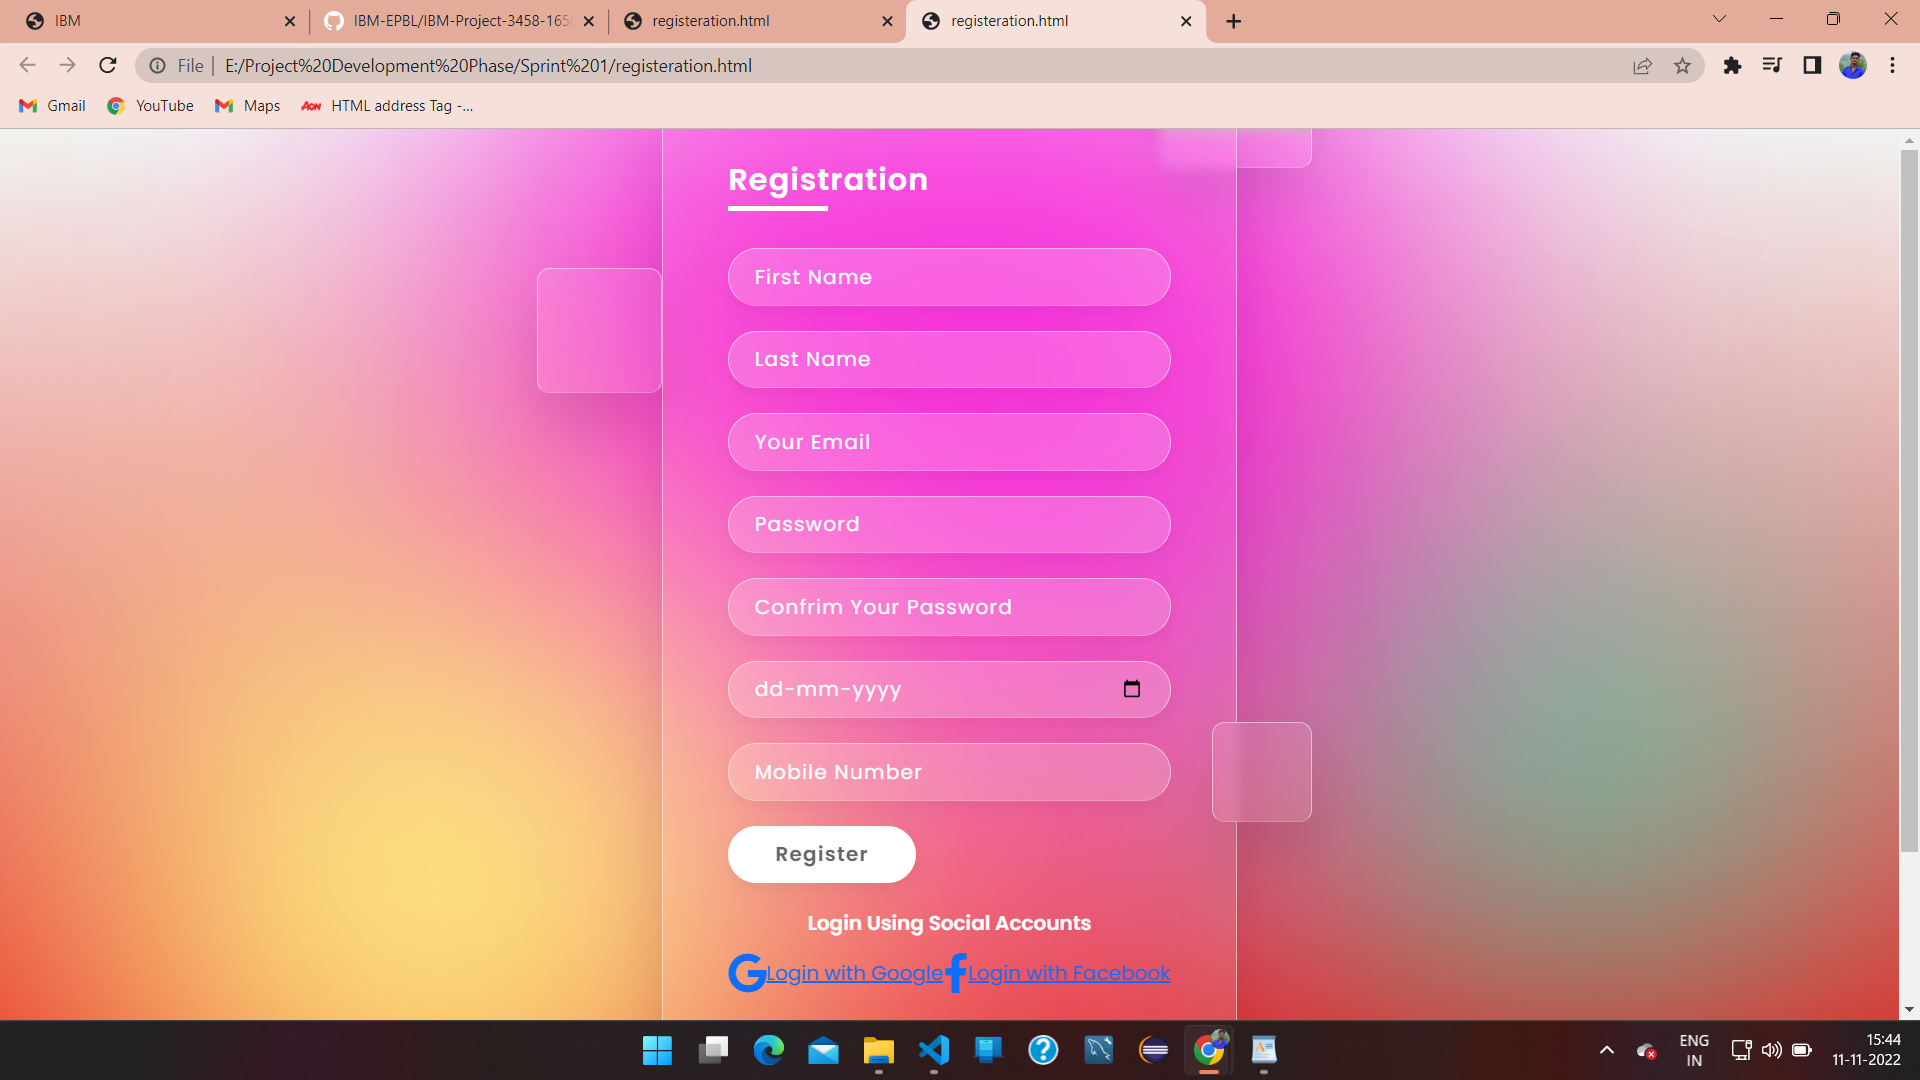 IBM
IBM-EPBL/IBM-Project-3458-165
registeration.html
registeration.html
File
E:/Project%20Development%20Phase/Sprint%201/registeration.html
Gmail
YouTube
Maps
AON
HTML address Tag -...
Registration
First Name
Last Name
Your Email
Password
Confrim Your Password
dd-mm-yyyy
Mobile Number
Register
Login Using Social Accounts
Login with Google
Login with Facebook
ENG
IN
15:44
11-11-2022